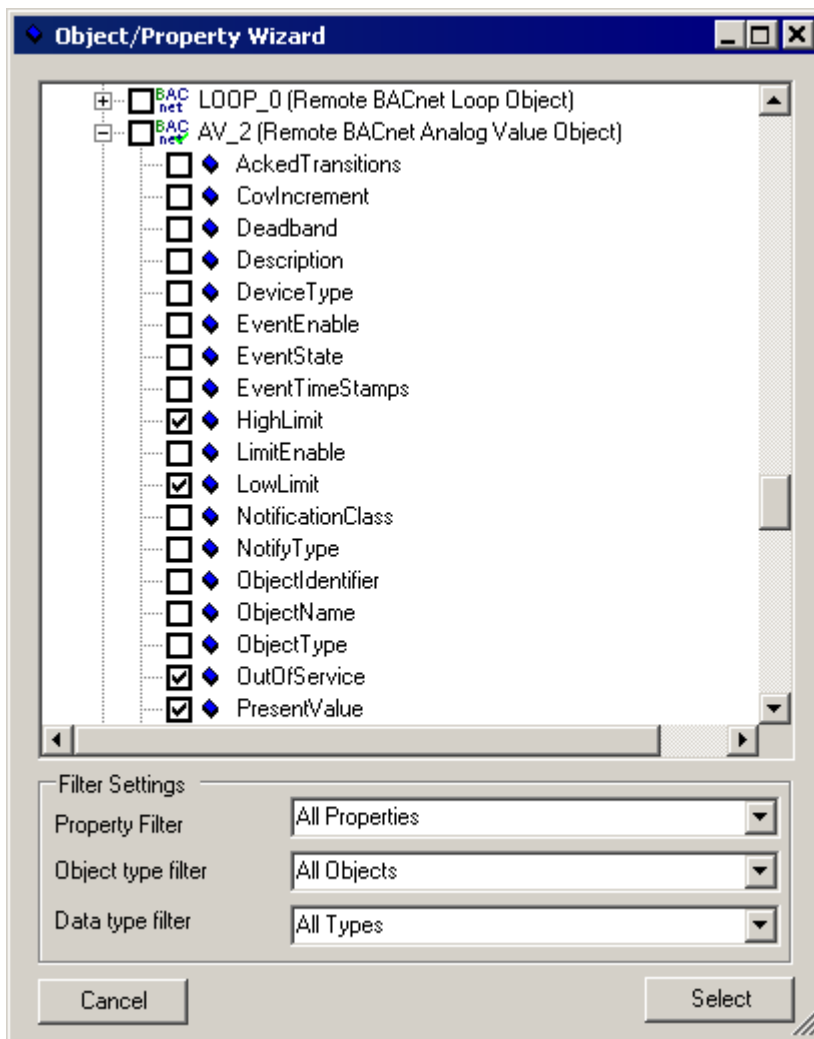 Object/Property Wizard
BAC net LOOP_0 (Remote BACnet Loop Object)
BAC net AV_2 (Remote BACnet Analog Value Object)
AckedTransitions
CovIncrement
Deadband
Description
DeviceType
EventEnable
EventState
EventTimeStamps
HighLimit
LimitEnable
LowLimit
NotificationClass
NotifyType
ObjectIdentifier
ObjectName
ObjectType
OutOfService
PresentValue
Filter Settings
Property Filter All Properties
Object type filter All Objects
Data type filter All Types
Cancel Select